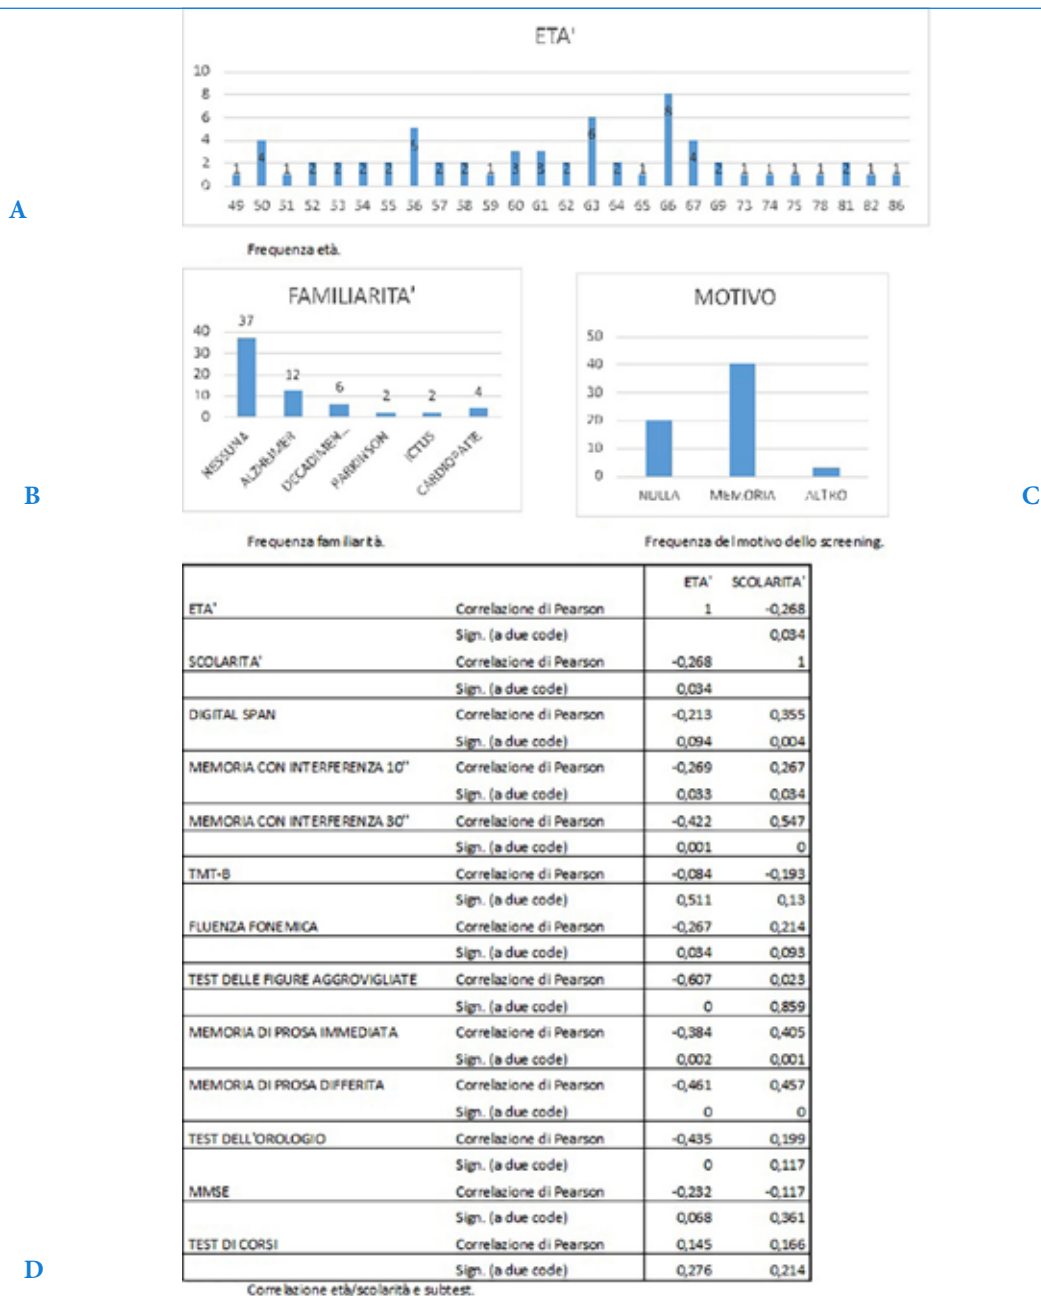 ETA'
10
8
6
4
2
0
1 4 1 2 2 2 2 5 2 2 1 3 3 2 6 2 1 8 4 2 1 1 1 1 2 1 1
49 50 51 52 53 54 55 56 57 58 59 60 61 62 63 64 65 66 67 69 73 74 75 78 81 82 86
A
Frequenza età.
FAMILIARITA'
40
30
20
10
0
37 12 6 2 2 4
NESSUNA ALZHEIMER DECADIMEN... PARKINSON ICTUS CARDIOPATIE
B
Frequenza familiarità.
MOTIVO
50
40
30
20
10
0
NULLA MEMORIA ALTRO
C
Frequenza del motivo dello screening.
ETA' SCOLARITA'
ETA' Correlazione di Pearson 1 -0,268
Sign. (a due code) 0,034
SCOLARITA' Correlazione di Pearson -0,268 1
Sign. (a due code) 0,034
DIGITAL SPAN Correlazione di Pearson -0,213 0,355
Sign. (a due code) 0,094 0,004
MEMORIA CON INTERFERENZA 10" Correlazione di Pearson -0,269 0,267
Sign. (a due code) 0,033 0,034
MEMORIA CON INTERFERENZA 30" Correlazione di Pearson -0,422 0,547
Sign. (a due code) 0,001 0
TMT-B Correlazione di Pearson -0,084 -0,193
Sign. (a due code) 0,511 0,13
FLUENZA FONEMICA Correlazione di Pearson -0,267 0,214
Sign. (a due code) 0,034 0,093
TEST DELLE FIGURE AGGROVIGLIATE Correlazione di Pearson -0,607 0,023
Sign. (a due code) 0 0,859
MEMORIA DI PROSA IMMEDIATA Correlazione di Pearson -0,384 0,405
Sign. (a due code) 0,002 0,001
MEMORIA DI PROSA DIFFERITA Correlazione di Pearson -0,461 0,457
Sign. (a due code) 0 0
TEST DELL'OROLOGIO Correlazione di Pearson -0,435 0,199
Sign. (a due code) 0 0,117
MMSE Correlazione di Pearson -0,232 -0,117
Sign. (a due code) 0,068 0,361
TEST DI CORSI Correlazione di Pearson 0,145 0,166
Sign. (a due code) 0,276 0,214
D
Correlazione età/scolarità e subtest.